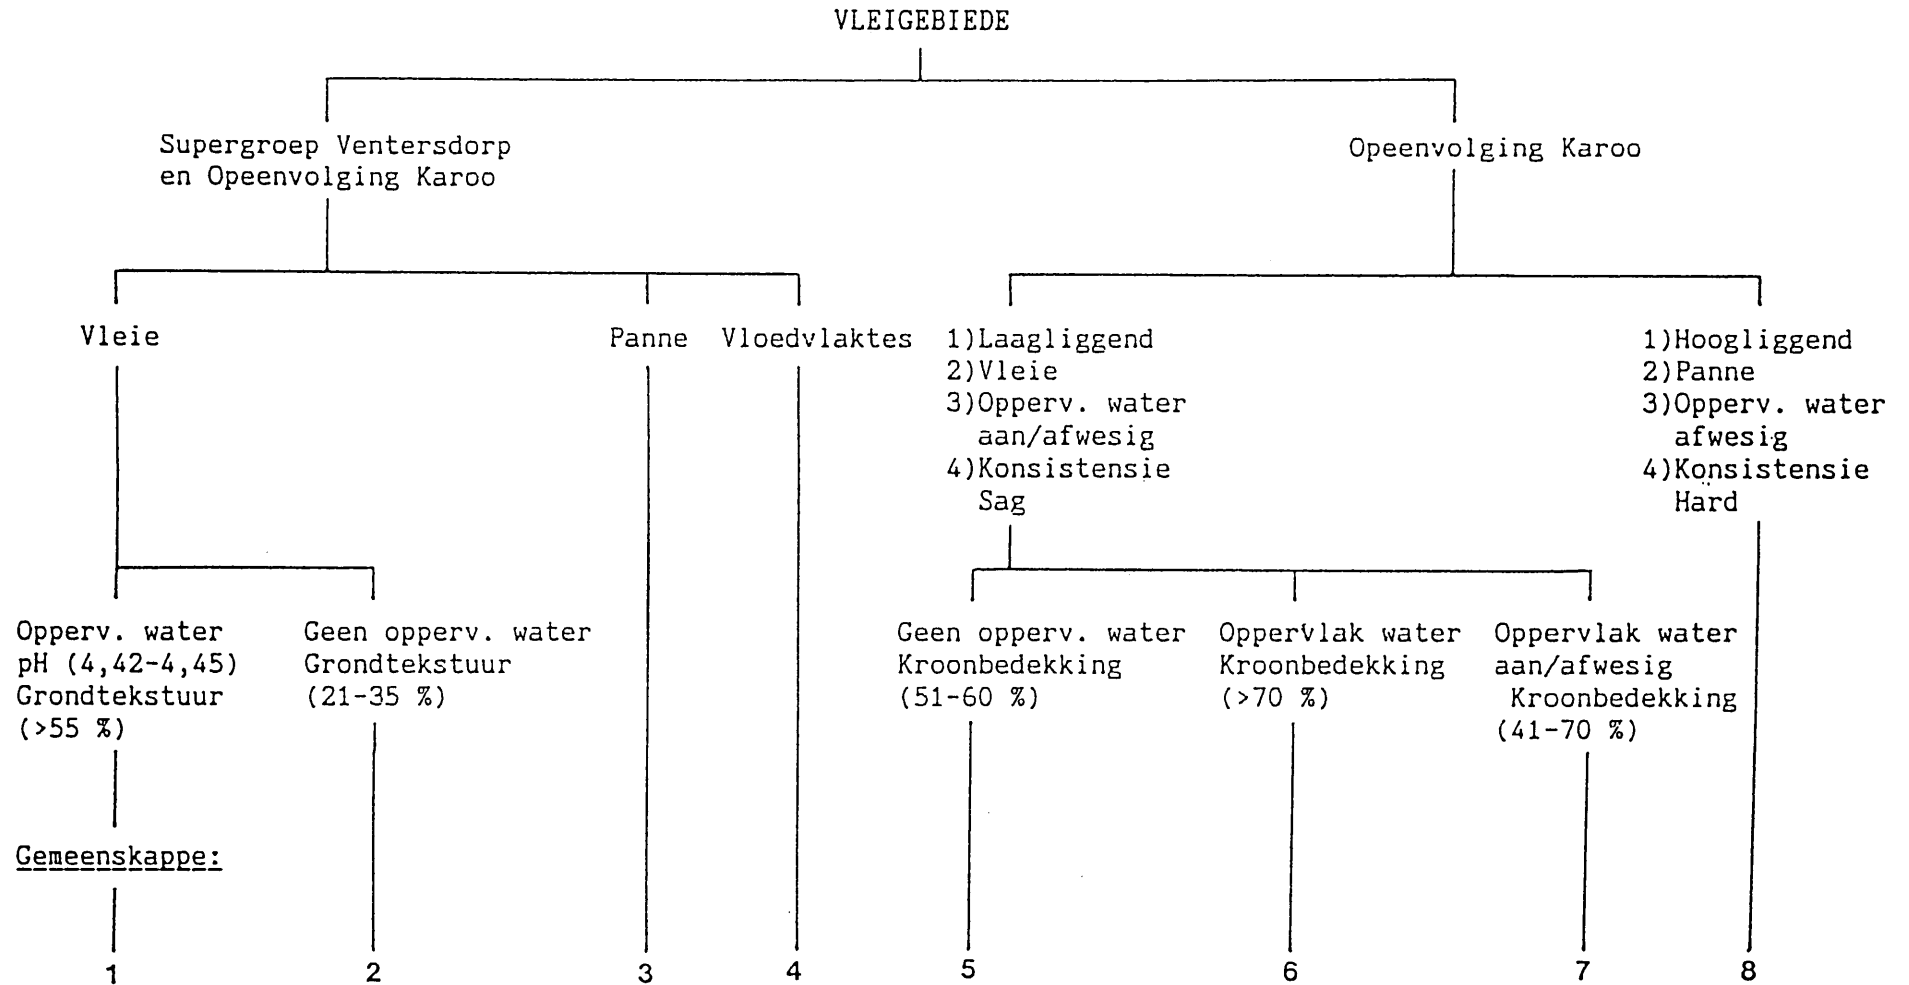 VLEIGEBIEDE
Supergroep Ventersdorp
en Opeenvolging Karoo
Opeenvolging Karoo
Vleie
Panne
Vloedvlaktes
1)Laagliggend
2)Vleie
3)Opperv. water
aan/afwesig
4)Konsistensie
Sag
1)Hoogliggend
2)Panne
3)Opperv. water
afwesig
4)Konsistensie
Hard
Opperv. water
pH (4,42-4,45)
Grondtekstuur
(>55 %)
Geen opperv. water
Grondtekstuur
(21-35 %)
Geen opperv. water
Kroonbedekking
(51-60 %)
Oppervlak water
Kroonbedekking
(>70 %)
Oppervlak water
aan/afwesig
Kroonbedekking
(41-70 %)
Gemeenskappe:
1 2 3 4 5 6 7 8